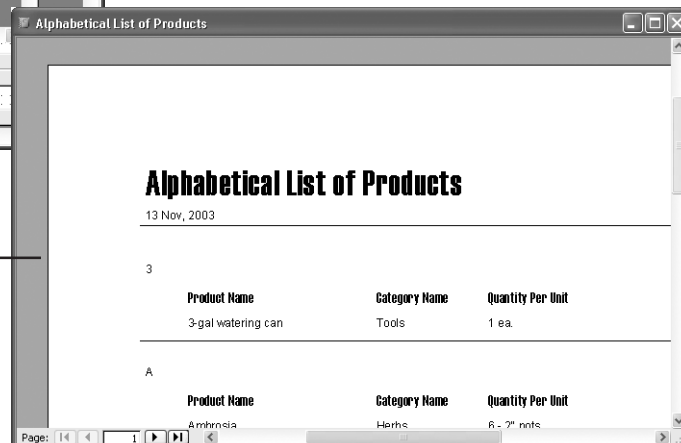 Alphabetical List of Products
Alphabetical List of Products
13 Nov, 2003
3
Product Name Category Name Quantity Per Unit
3-gal watering can Tools 1 ea.
A
Product Name Category Name Quantity Per Unit
Ambrosia Herbs 6 - 2" pots
Page: 1